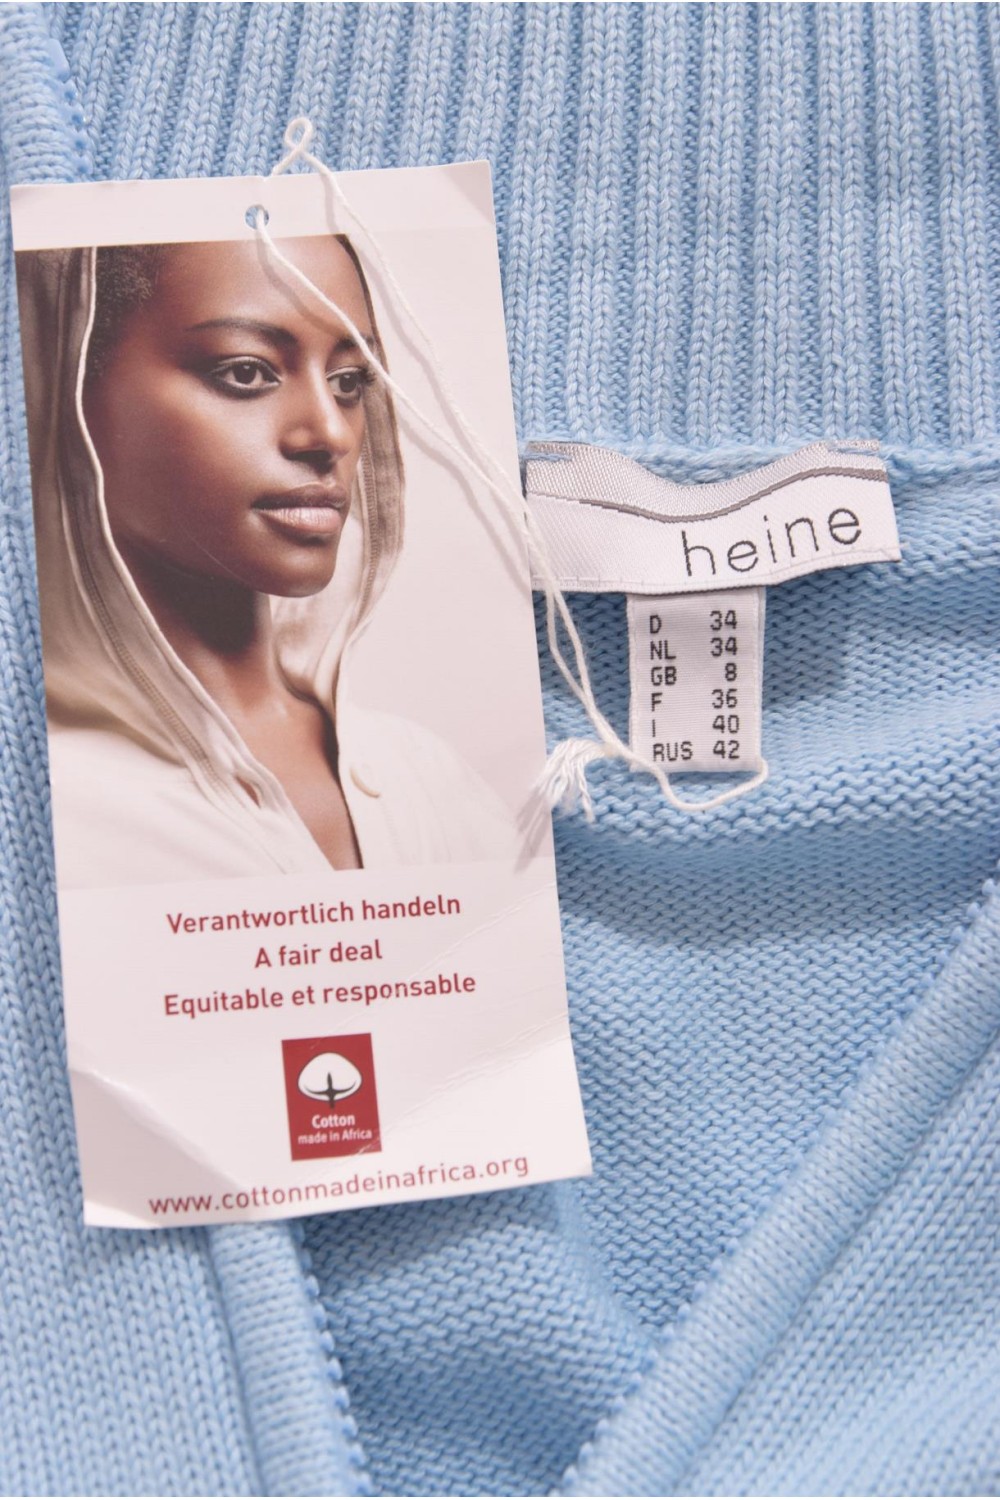 heine
D 34
NL 34
GB 8
F 36
I 40
RUS 42
Verantwortlich handeln
A fair deal
Equitable et responsable
Cotton
made in Africa
www.cottonmadeinafrica.org